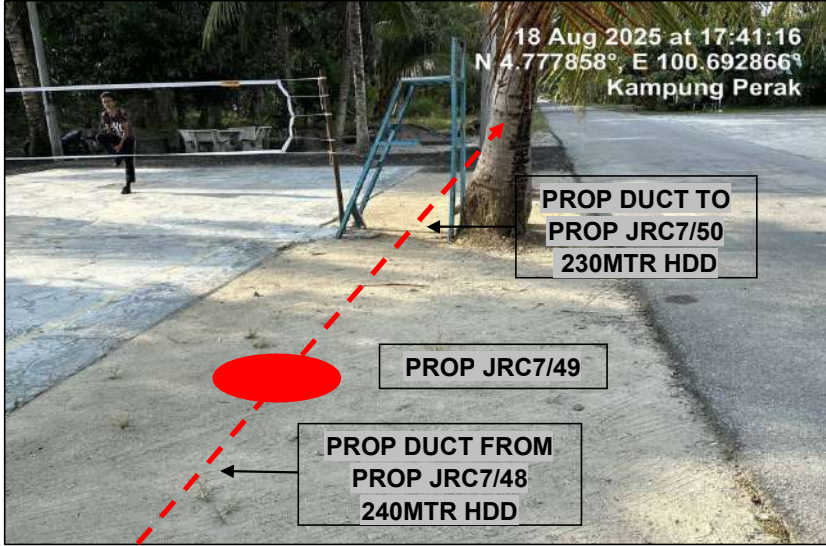 18 Aug 2025 at 17:41:16
N 4.777858°, E 100.692866°
Kampung Perak
PROP DUCT TO
PROP JRC7/50
230MTR HDD
PROP JRC7/49
PROP DUCT FROM
PROP JRC7/48
240MTR HDD